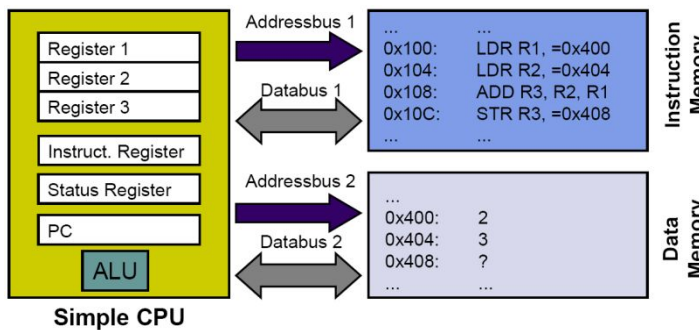 Register 1
Register 2
Register 3
Instruct. Register
Status Register
PC
ALU
Simple CPU
Addressbus 1
Databus 1
Addressbus 2
Databus 2
... ...
0x100: LDR R1, =0x400
0x104: LDR R2, =0x404
0x108: ADD R3, R2, R1
0x10C: STR R3, =0x408
... ...
Instruction
Memory
...
0x400: 2
0x404: 3
0x408: ?
... ...
Data
Memory